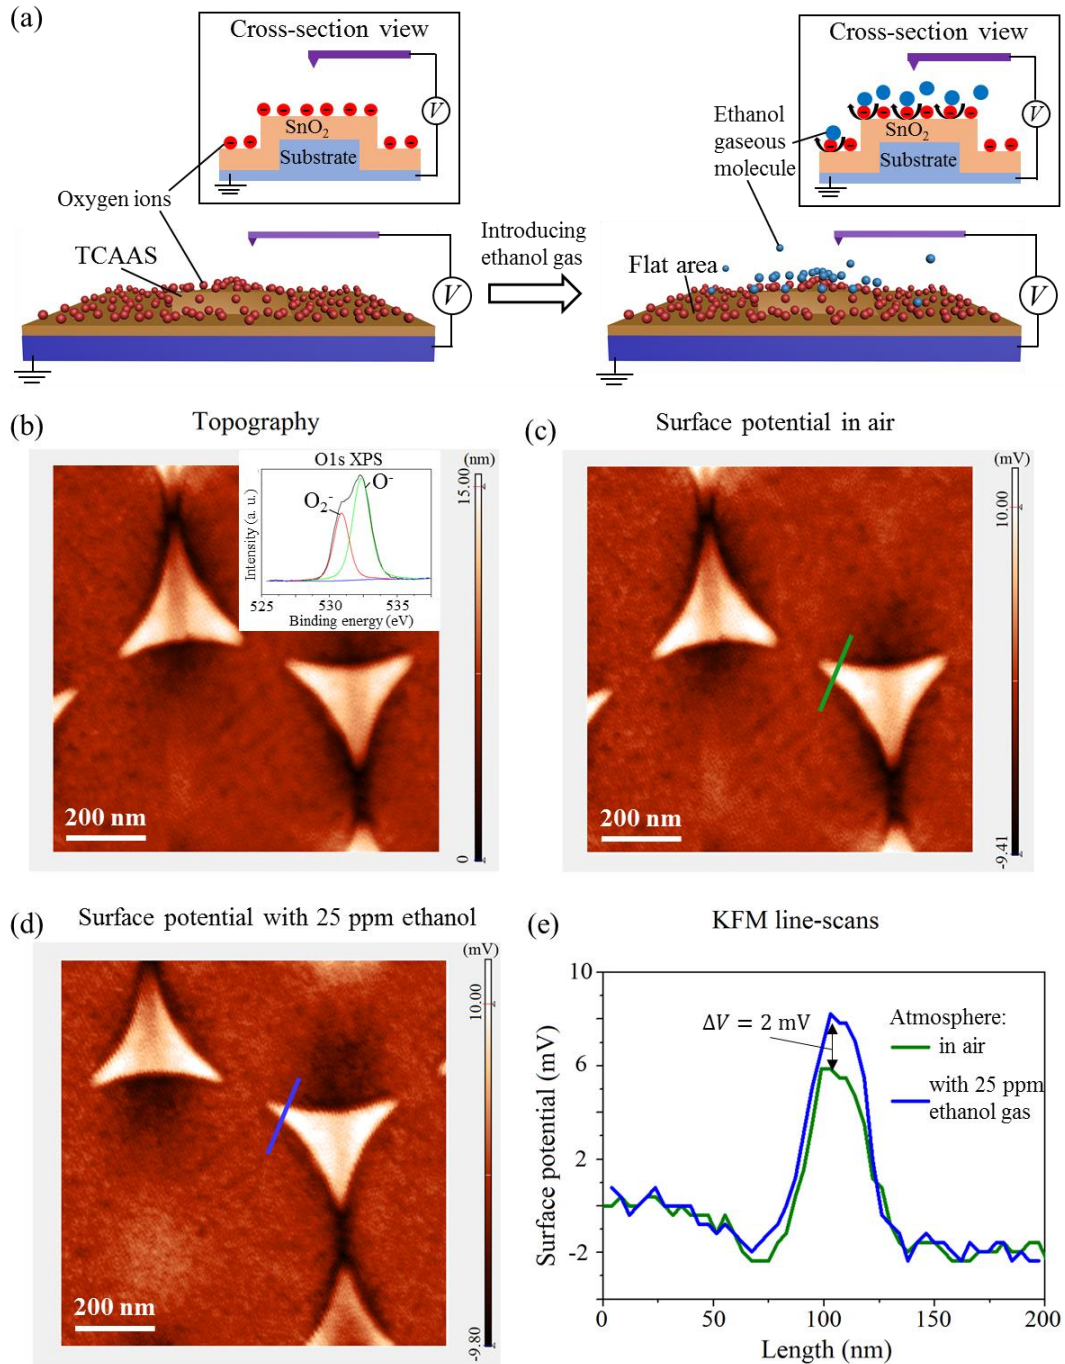 (a)
Cross-section view
V
SnO2
Substrate
Oxygen ions
TCAAS
V
Introducing
ethanol gas
Cross-section view
V
SnO2
Substrate
Ethanol
gaseous
molecule
Flat area
V
(b)
Topography
(nm)
15.00
0
O1s XPS
O2-
O-
Intensity (a. u.)
525
530
535
Binding energy (eV)
200 nm
(c)
Surface potential in air
(mV)
10.00
-9.41
200 nm
(d)
Surface potential with 25 ppm ethanol
(mV)
10.00
-9.80
200 nm
(e)
KFM line-scans
10
6
2
-2
Surface potential (mV)
ΔV = 2 mV
Atmosphere:
in air
with 25 ppm
ethanol gas
0
50
100
150
200
Length (nm)